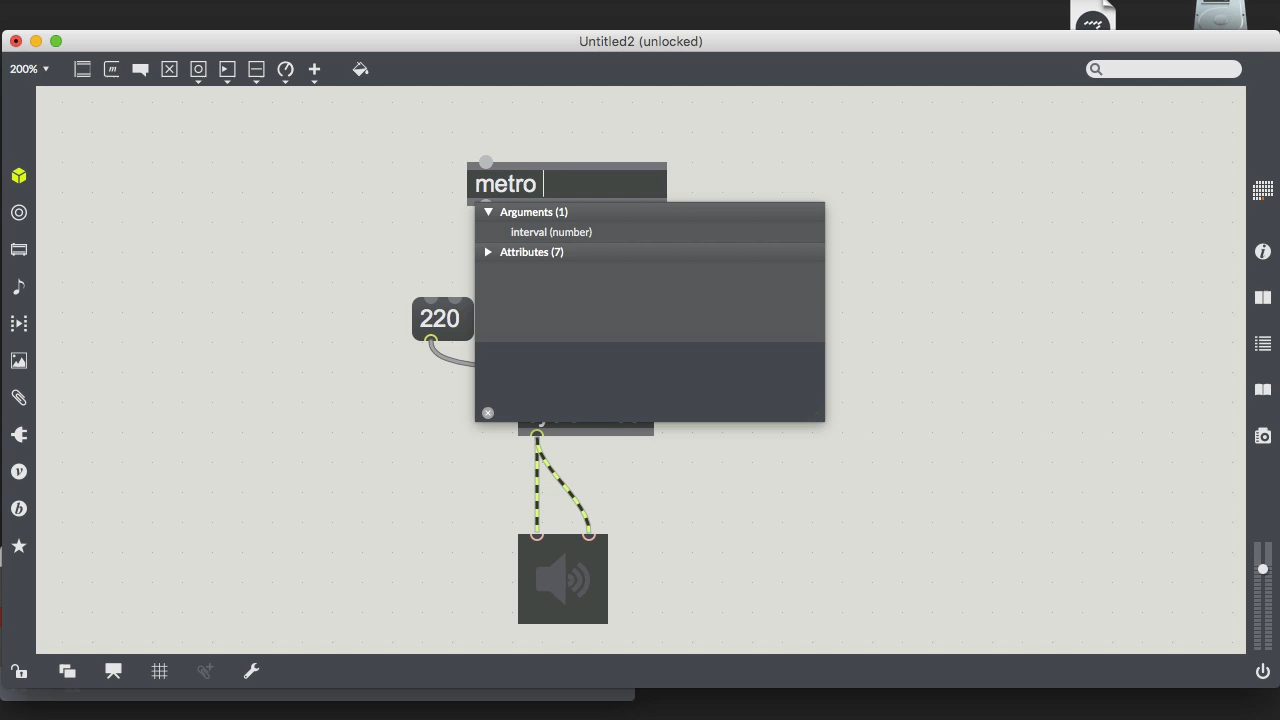 Untitled2 (unlocked)
200%
metro
Arguments (1)
interval (number)
Attributes (7)
220